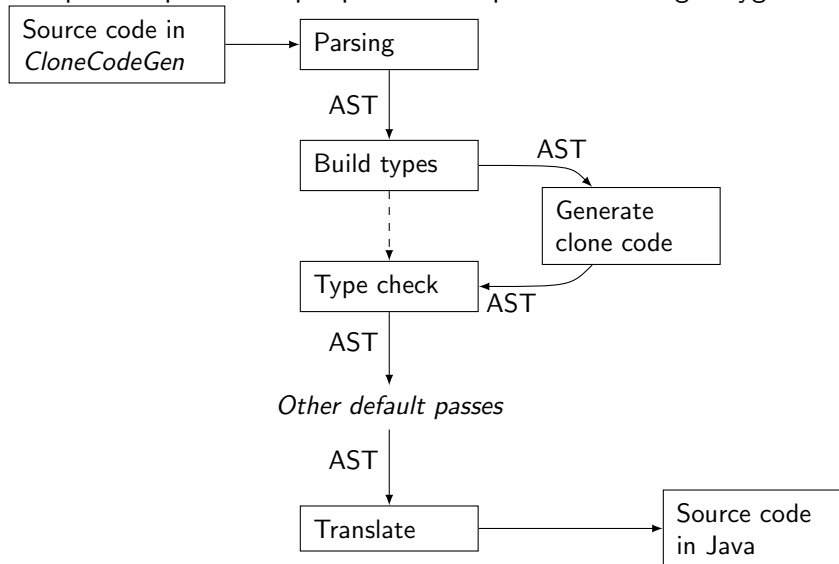 Source code in
CloneCodeGen
Parsing
AST
Build types
AST
Generate
clone code
Type check
AST
AST
Other default passes
AST
Translate
Source code
in Java